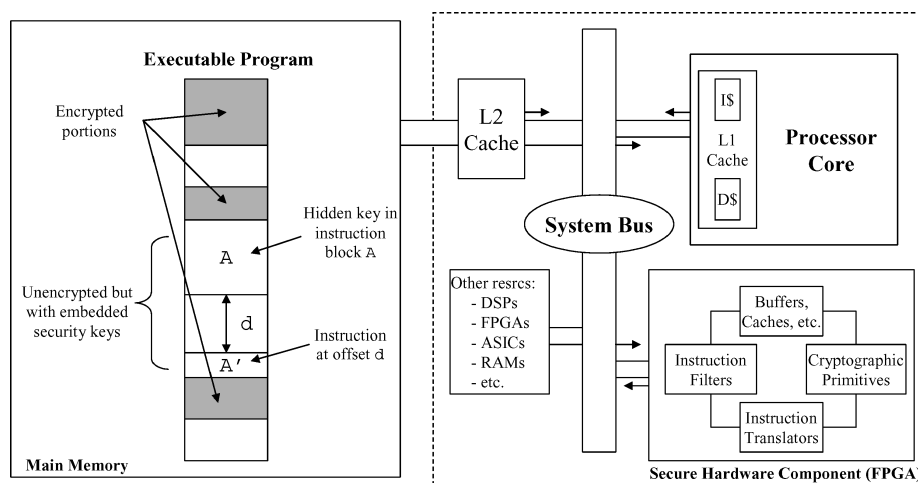 Executable Program
Encrypted
portions
Hidden key in
instruction
block A
A
Unencrypted but
with embedded
security keys
d
Instruction
at offset d
A'
Main Memory
L2
Cache
I$
L1
Cache
D$
Processor
Core
System Bus
Other resrcs:
- DSPs
- FPGAs
- ASICs
- RAMs
- etc.
Buffers,
Caches, etc.
Instruction
Filters
Cryptographic
Primitives
Instruction
Translators
Secure Hardware Component (FPGA)